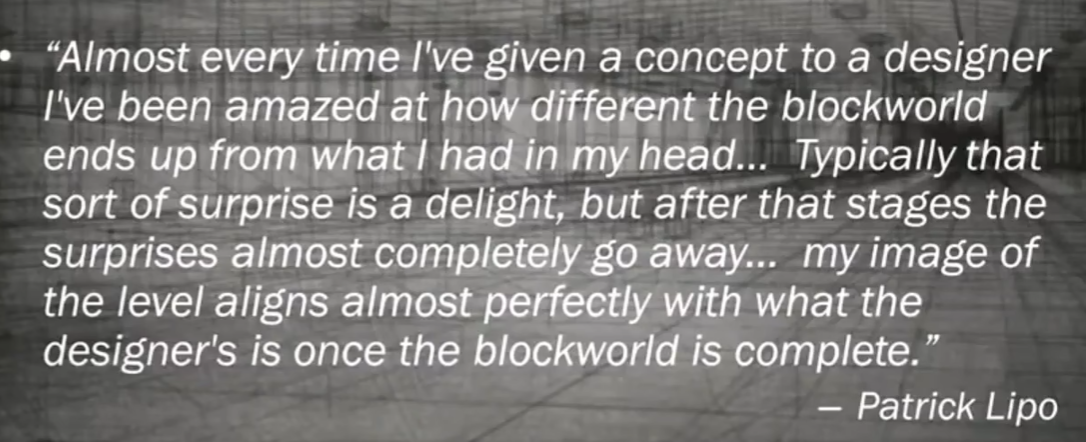 • “Almost every time I've given a concept to a designer
I've been amazed at how different the blockworld
ends up from what I had in my head...  Typically that
sort of surprise is a delight, but after that stages the
surprises almost completely go away...  my image of
the level aligns almost perfectly with what the
designer's is once the blockworld is complete.”
– Patrick Lipo